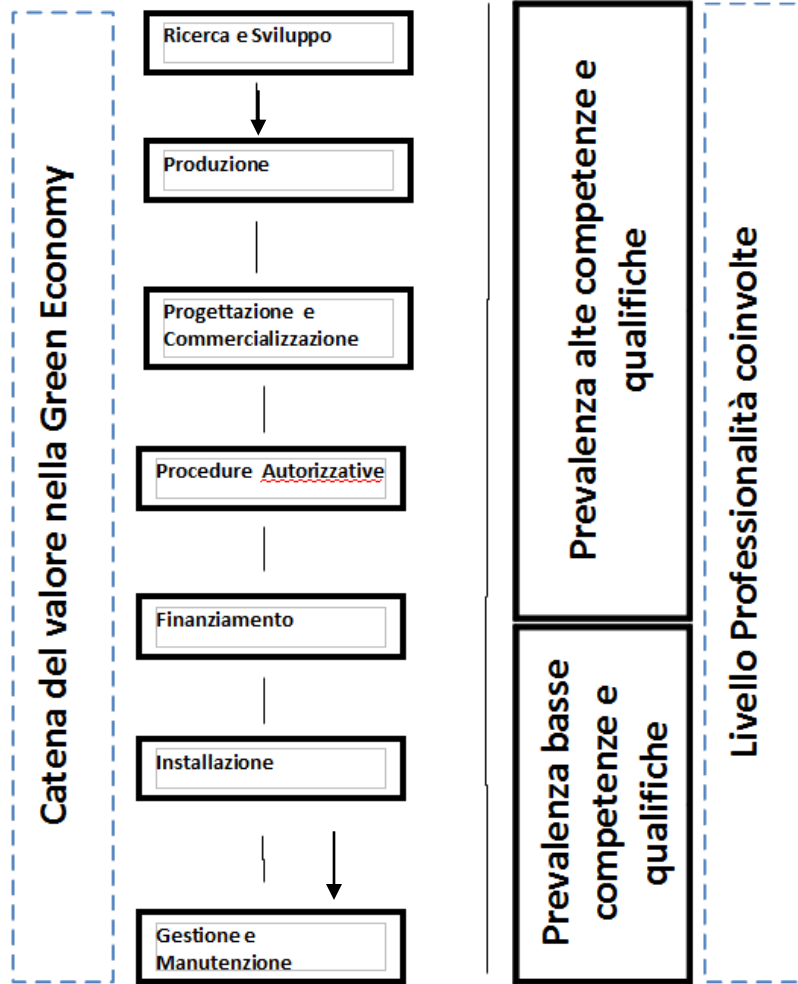 Catena del valore nella Green Economy
Ricerca e Sviluppo
Produzione
Progettazione e
Commercializzazione
Procedure Autorizzative
Finanziamento
Installazione
Gestione e
Manutenzione
Prevalenza alte competenze e
qualifiche
Prevalenza basse
competenze e
qualifiche
Livello Professionalità coinvolte